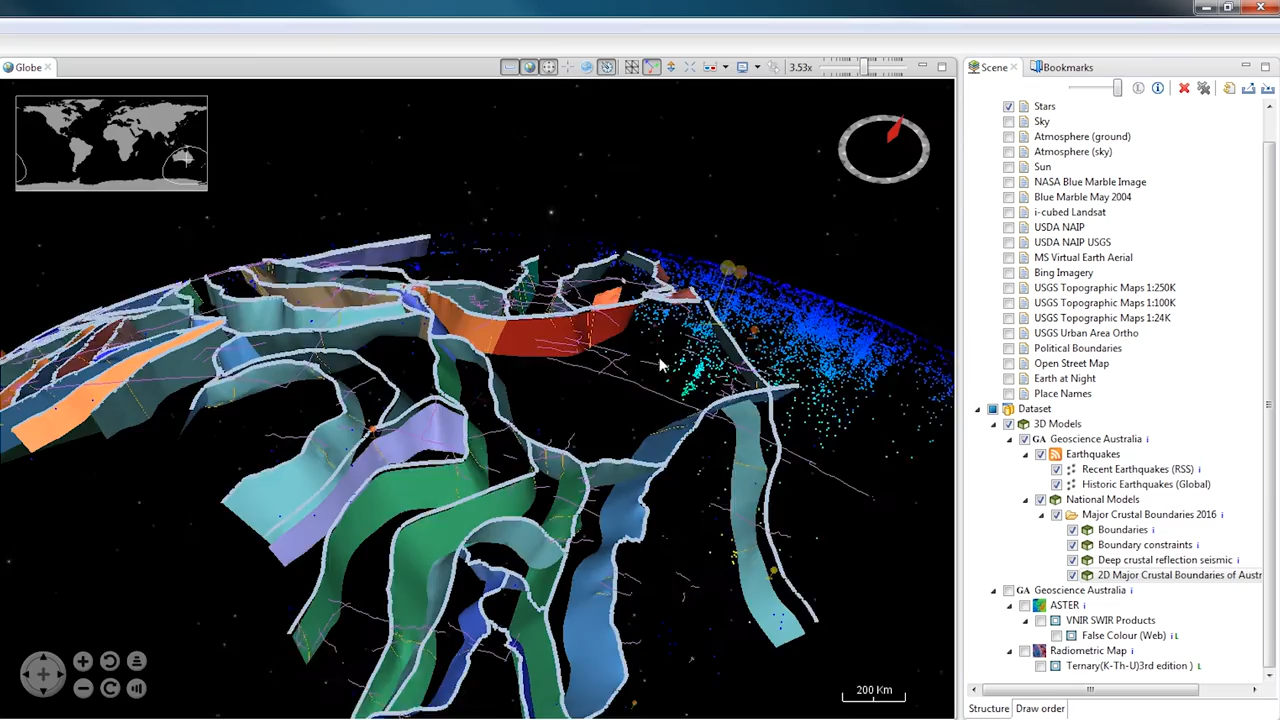 Globe
3.53x
Scene
Bookmarks
Stars
Sky
Atmosphere (ground)
Atmosphere (sky)
Sun
NASA Blue Marble Image
Blue Marble May 2004
i-cubed Landsat
USDA NAIP
USDA NAIP USGS
MS Virtual Earth Aerial
Bing Imagery
USGS Topographic Maps 1:250K
USGS Topographic Maps 1:100K
USGS Topographic Maps 1:24K
USGS Urban Area Ortho
Political Boundaries
Open Street Map
Earth at Night
Place Names
Dataset
3D Models
GA Geoscience Australia i
Earthquakes
Recent Earthquakes (RSS) i
Historic Earthquakes (Global)
National Models
Major Crustal Boundaries 2016 i
Boundaries i
Boundary constraints i
Deep crustal reflection seismic i
2D Major Crustal Boundaries of Austr
GA Geoscience Australia i
ASTER i
VNIR SWIR Products
False Colour (Web) i L
Radiometric Map i
Ternary(K-Th-U)3rd edition ) L
200 Km
Structure
Draw order